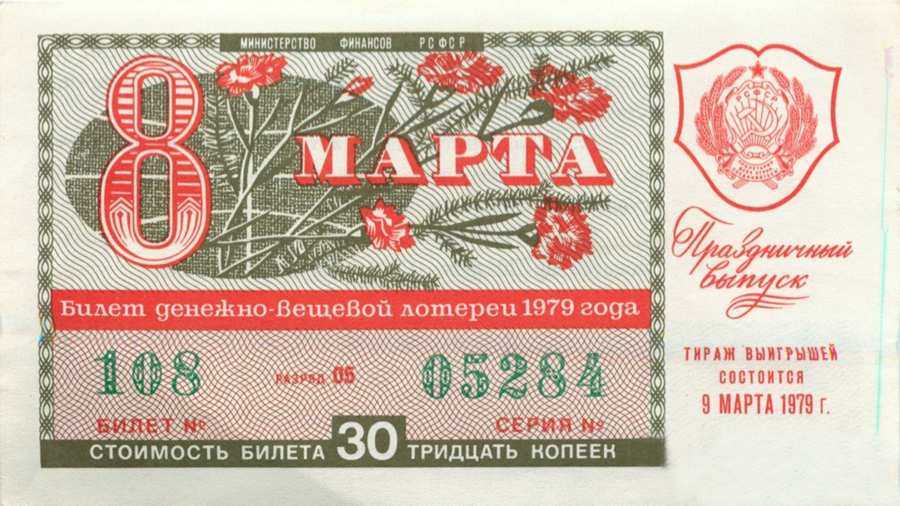 МИНИСТЕРСТВО ФИНАНСОВ РСФСР
8 МАРТА
РСФСР
Праздничный
выпуск
Билет денежно-вещевой лотереи 1979 года
108 РАЗРЯД 05 05284
БИЛЕТ № СЕРИЯ №
СТОИМОСТЬ БИЛЕТА 30 ТРИДЦАТЬ КОПЕЕК
ТИРАЖ ВЫИГРЫШЕЙ
СОСТОИТСЯ
9 МАРТА 1979 г.